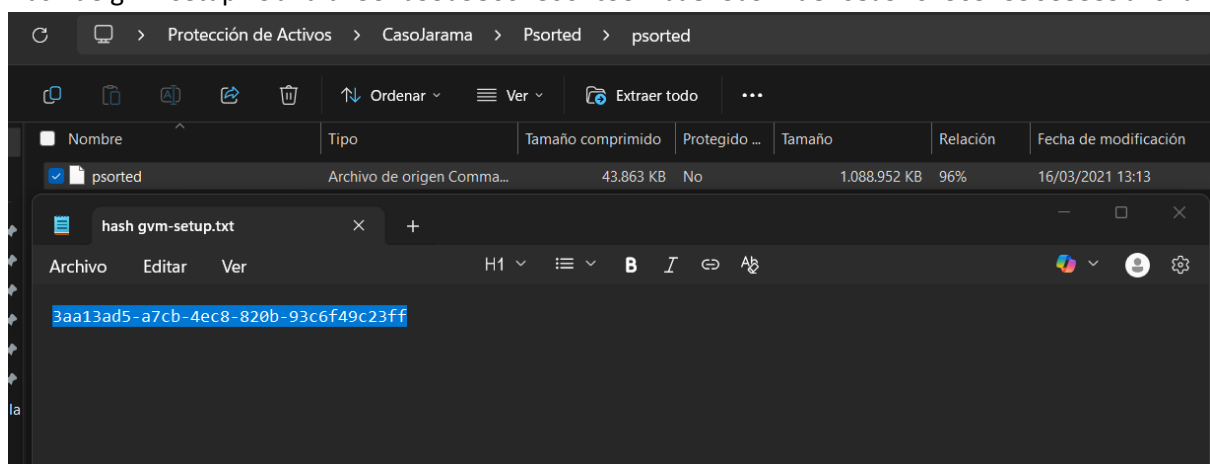 Protección de Activos > CasoJarama > Psorted > psorted
Ordenar Ver Extraer todo ...
Nombre Tipo Tamaño comprimido Protegido ... Tamaño Relación Fecha de modificación
psorted Archivo de origen Comma... 43.863 KB No 1.088.952 KB 96% 16/03/2021 13:13
hash gvm-setup.txt
Archivo Editar Ver H1 B I
3aa13ad5-a7cb-4ec8-820b-93c6f49c23ff
la